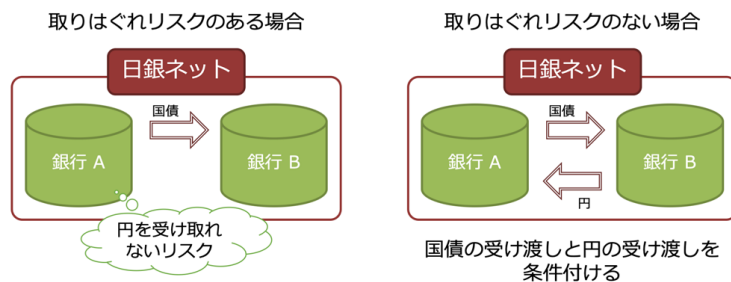 取りはぐれリスクのある場合
日銀ネット
国債
銀行 A
銀行 B
円を受け取れ
ないリスク
取りはぐれリスクのない場合
日銀ネット
国債
銀行 A
銀行 B
円
国債の受け渡しと円の受け渡しを
条件付ける